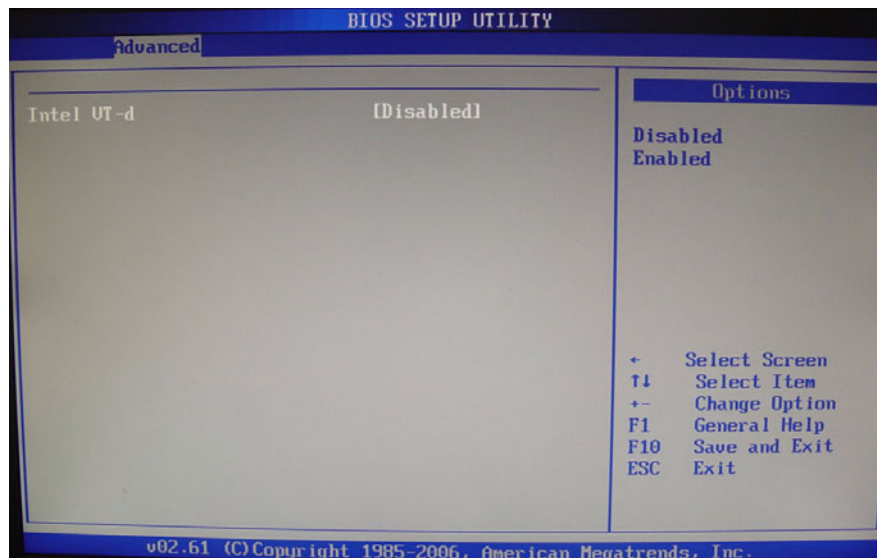 BIOS SETUP UTILITY
Advanced
Intel VT-d [Disabled]
Options
Disabled
Enabled
← Select Screen
↑↓ Select Item
+- Change Option
F1 General Help
F10 Save and Exit
ESC Exit
v02.61 (C)Copyright 1985-2006, American Megatrends, Inc.